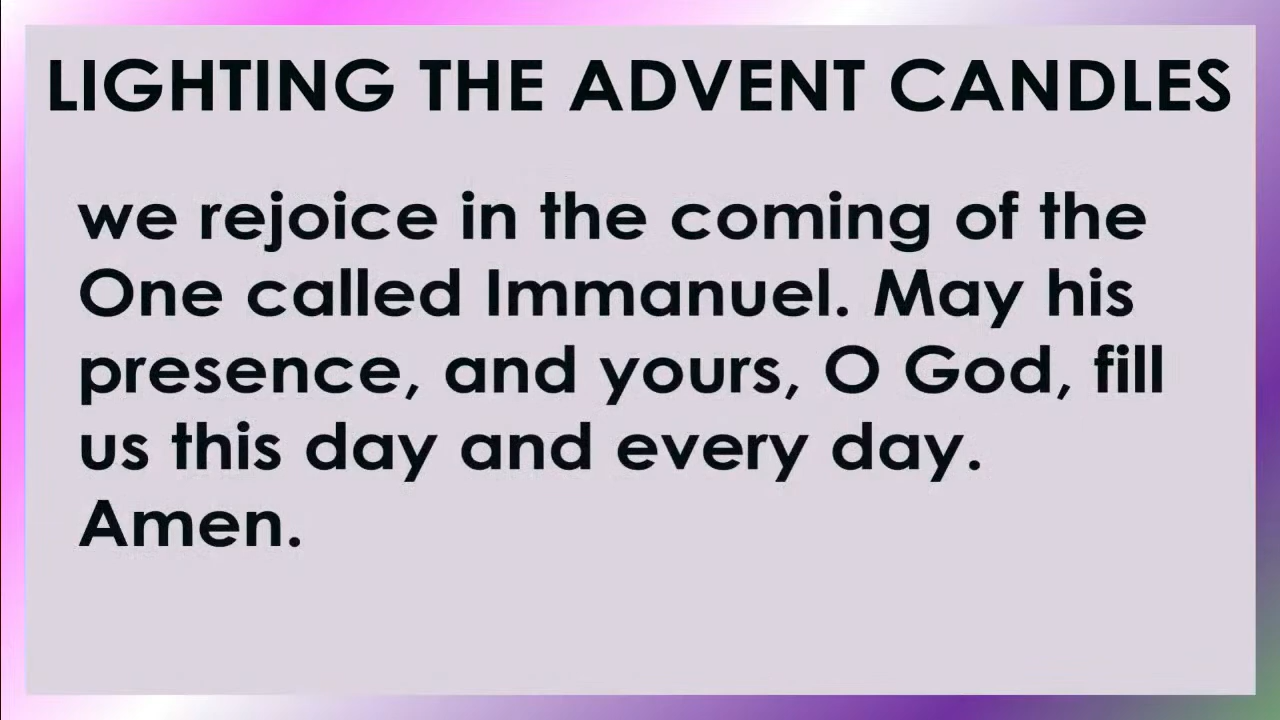 LIGHTING THE ADVENT CANDLES
we rejoice in the coming of the
One called Immanuel. May his
presence, and yours, O God, fill
us this day and every day.
Amen.